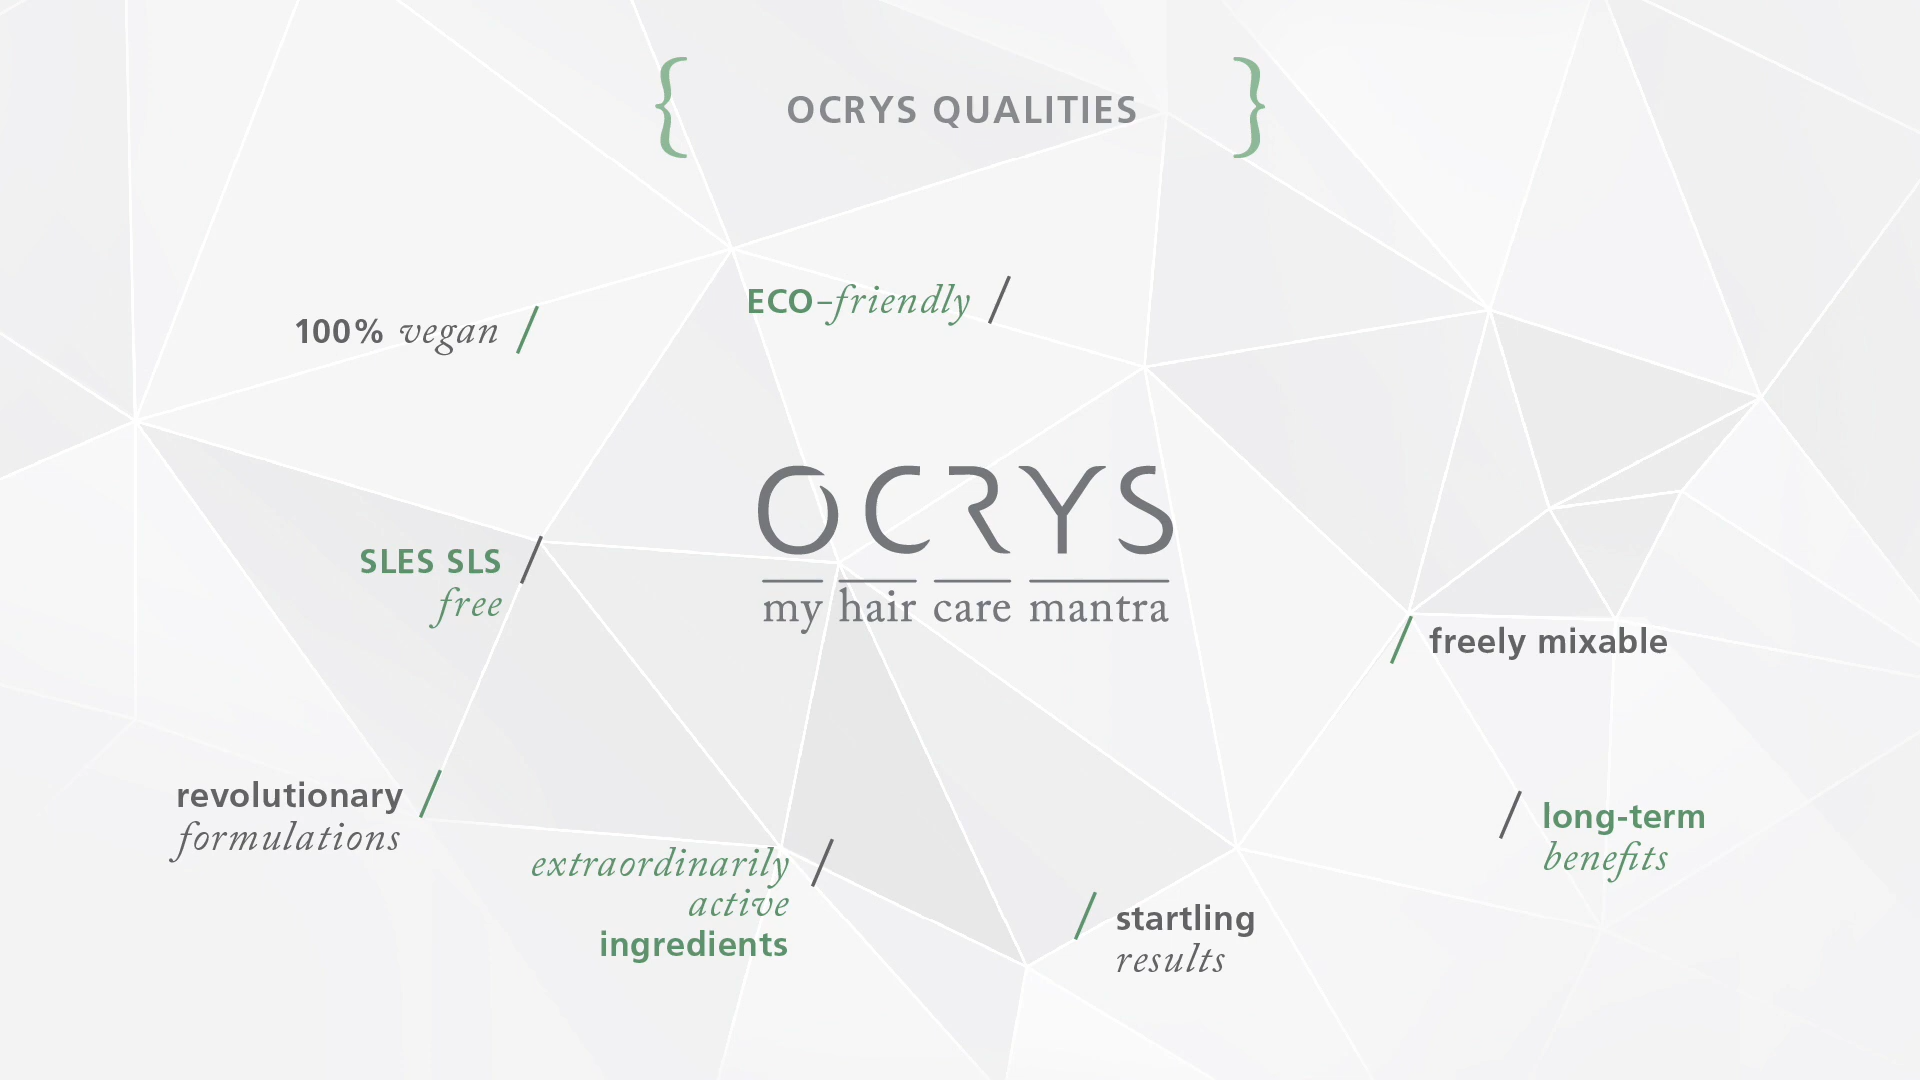 { OCRYS QUALITIES }
ECO–friendly /
100% vegan /
OCRYS
my hair care mantra
SLES SLS /
free
/ freely mixable
revolutionary /
formulations
/ long-term
benefits
extraordinarily /
active
ingredients
/ startling
results